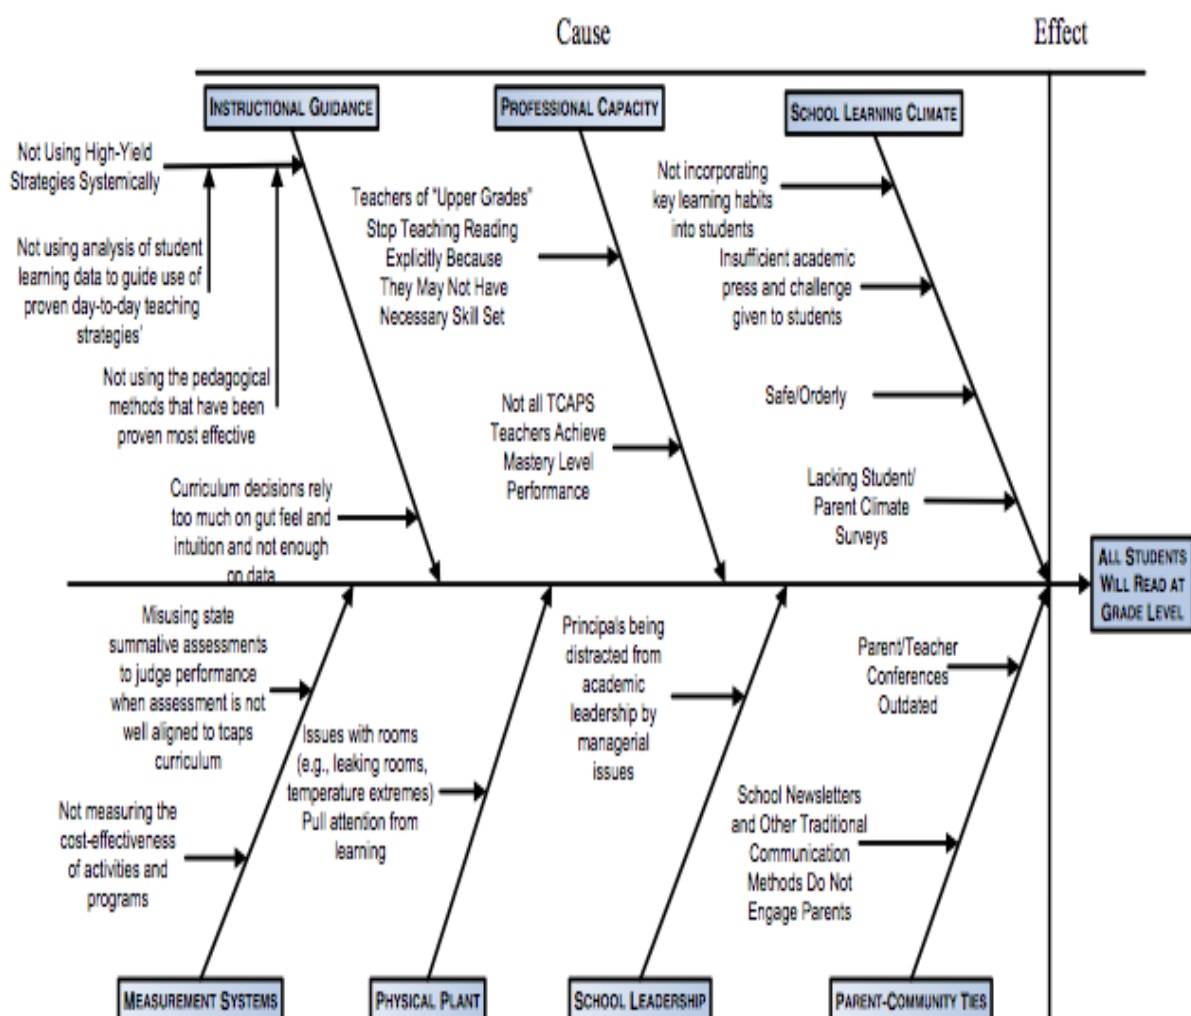 Cause
Effect
INSTRUCTIONAL GUIDANCE
PROFESSIONAL CAPACITY
SCHOOL LEARNING CLIMATE
Not Using High-Yield
Strategies Systemically
Not using analysis of student
learning data to guide use of
proven day-to-day teaching
strategies'
Not using the pedagogical
methods that have been
proven most effective
Curriculum decisions rely
too much on gut feel and
intuition and not enough
on data
Teachers of "Upper Grades"
Stop Teaching Reading
Explicitly Because
They May Not Have
Necessary Skill Set
Not all TCAPS
Teachers Achieve
Mastery Level
Performance
Not incorporating
key learning habits
into students
Insufficient academic
press and challenge
given to students
Safe/Orderly
Lacking Student/
Parent Climate
Surveys
ALL STUDENTS
WILL READ AT
GRADE LEVEL
Misusing state
summative assessments
to judge performance
when assessment is not
well aligned to tcaps
curriculum
Not measuring the
cost-effectiveness
of activities and
programs
Issues with rooms
(e.g., leaking rooms,
temperature extremes)
Pull attention from
learning
Principals being
distracted from
academic
leadership by
managerial
issues
Parent/Teacher
Conferences
Outdated
School Newsletters
and Other Traditional
Communication
Methods Do Not
Engage Parents
MEASUREMENT SYSTEMS
PHYSICAL PLANT
SCHOOL LEADERSHIP
PARENT-COMMUNITY TIES